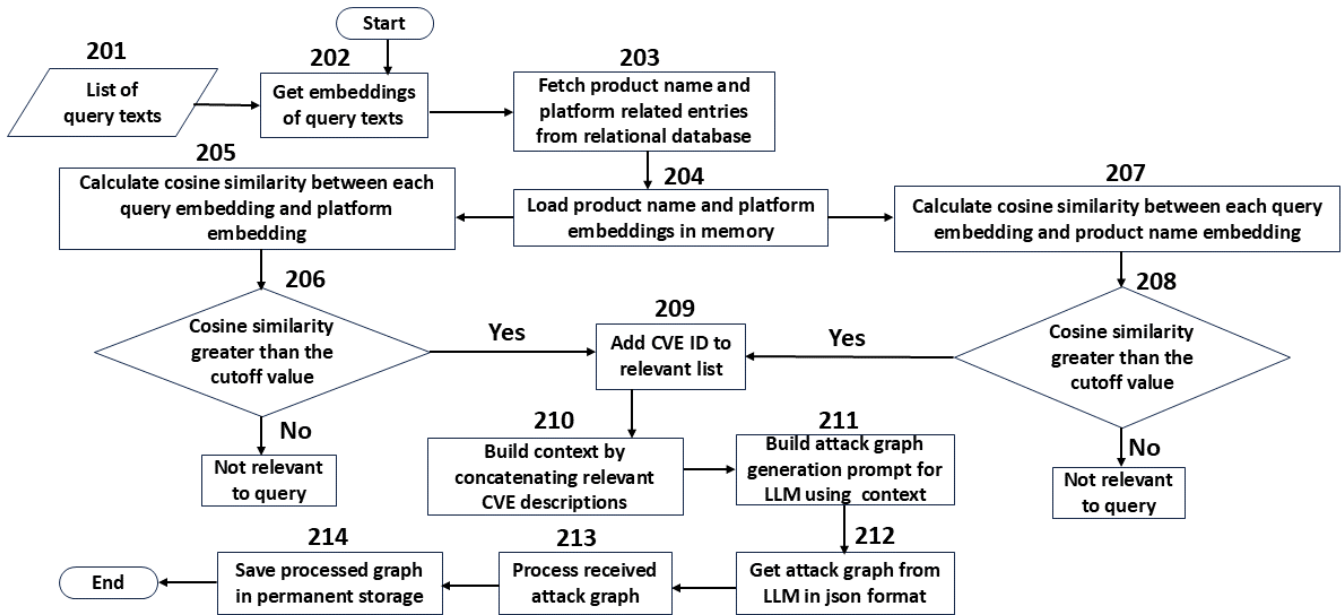 Start
201
List of
query texts
202
Get embeddings
of query texts
203
Fetch product name and
platform related entries
from relational database
204
Load product name and platform
embeddings in memory
205
Calculate cosine similarity between each
query embedding and platform
embedding
207
Calculate cosine similarity between each query
embedding and product name embedding
206
Cosine similarity
greater than the
cutoff value
Yes
No
Not relevant
to query
208
Cosine similarity
greater than the
cutoff value
Yes
No
Not relevant
to query
209
Add CVE ID to
relevant list
210
Build context by
concatenating relevant
CVE descriptions
211
Build attack graph
generation prompt for
LLM using context
212
Get attack graph from
LLM in json format
213
Process received
attack graph
214
Save processed graph
in permanent storage
End